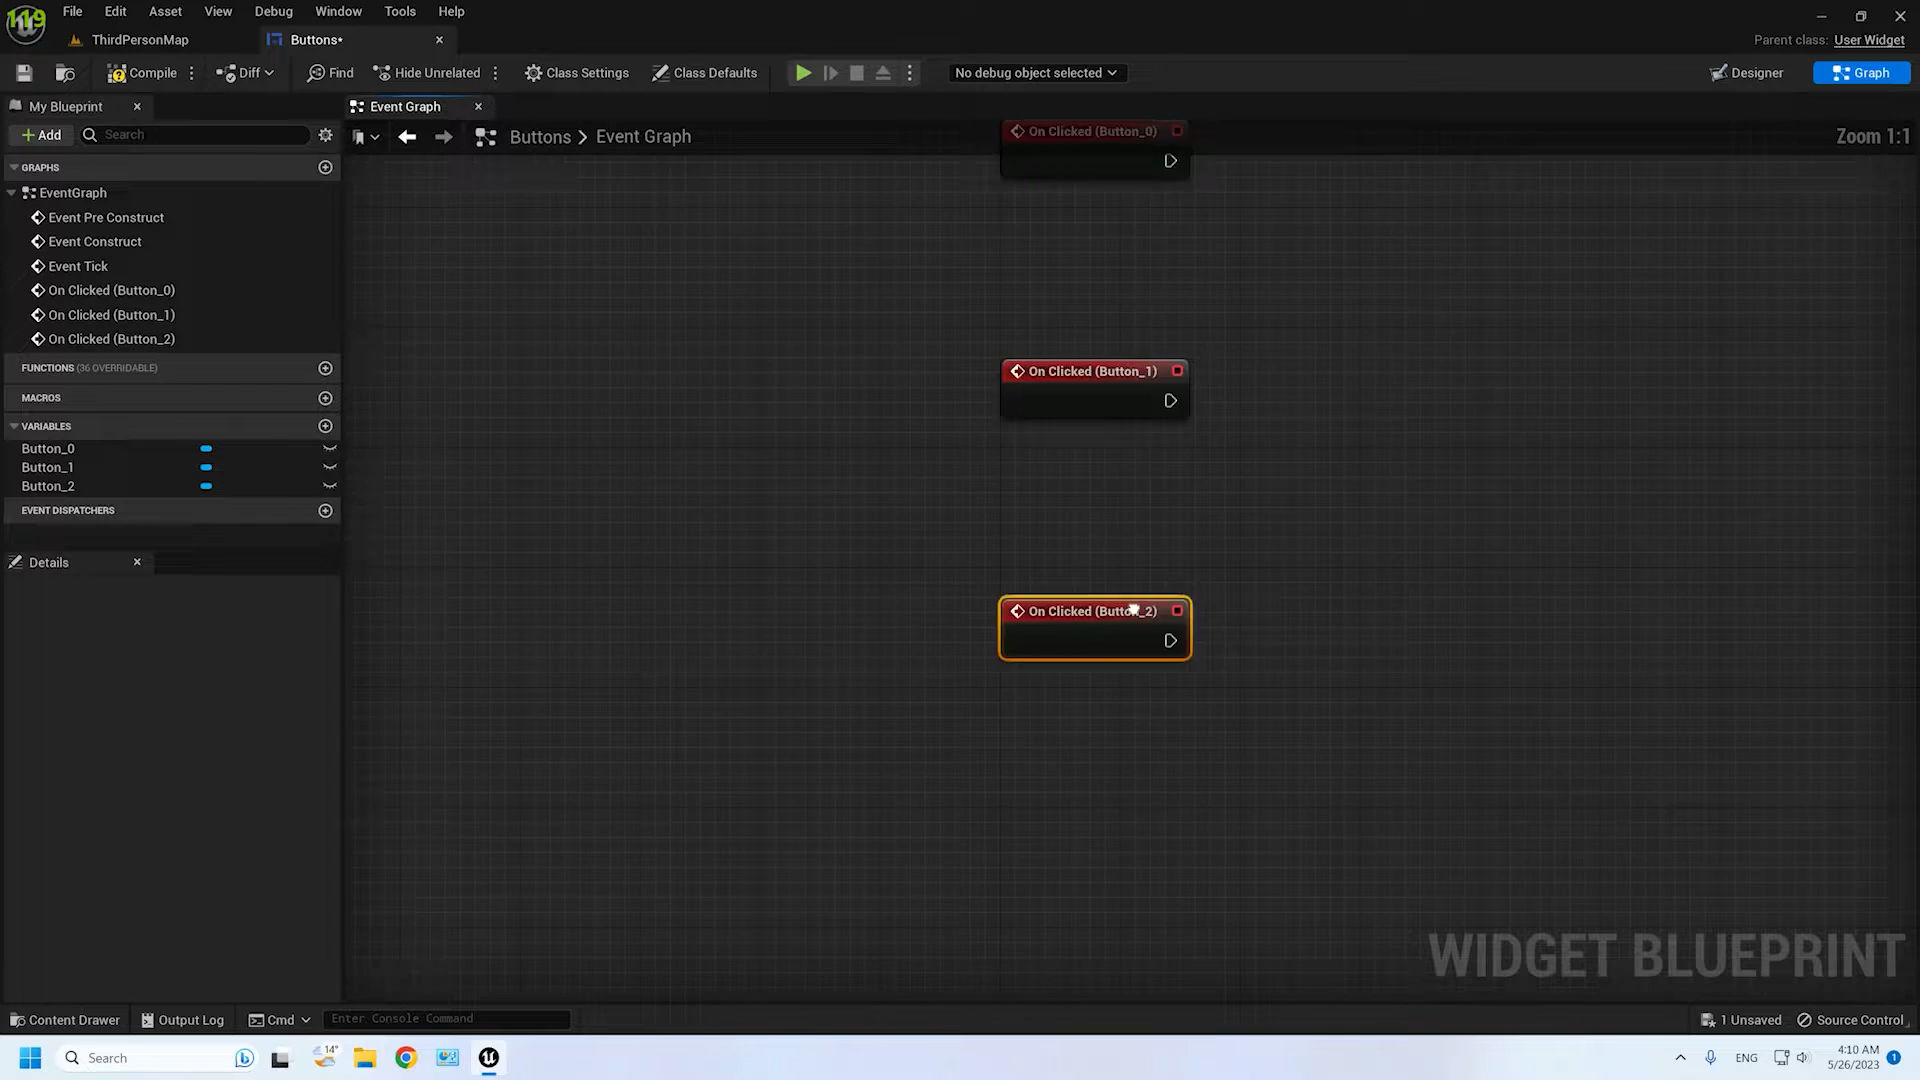 File Edit Asset View Debug Window Tools Help
119
ThirdPersonMap
Buttons*
Parent class: User Widget
Compile
Diff
Find
Hide Unrelated
Class Settings
Class Defaults
No debug object selected
Designer
Graph
My Blueprint
Event Graph
Add
Search
Buttons > Event Graph
Zoom 1:1
GRAPHS
EventGraph
Event Pre Construct
Event Construct
Event Tick
On Clicked (Button_0)
On Clicked (Button_1)
On Clicked (Button_2)
FUNCTIONS (36 OVERRIDABLE)
MACROS
VARIABLES
Button_0
Button_1
Button_2
EVENT DISPATCHERS
Details
On Clicked (Button_0)
On Clicked (Button_1)
On Clicked (Button_2)
WIDGET BLUEPRINT
Content Drawer
Output Log
Cmd
Enter Console Command
1 Unsaved
Source Control
Search
14°
ENG
4:10 AM
5/26/2023
1